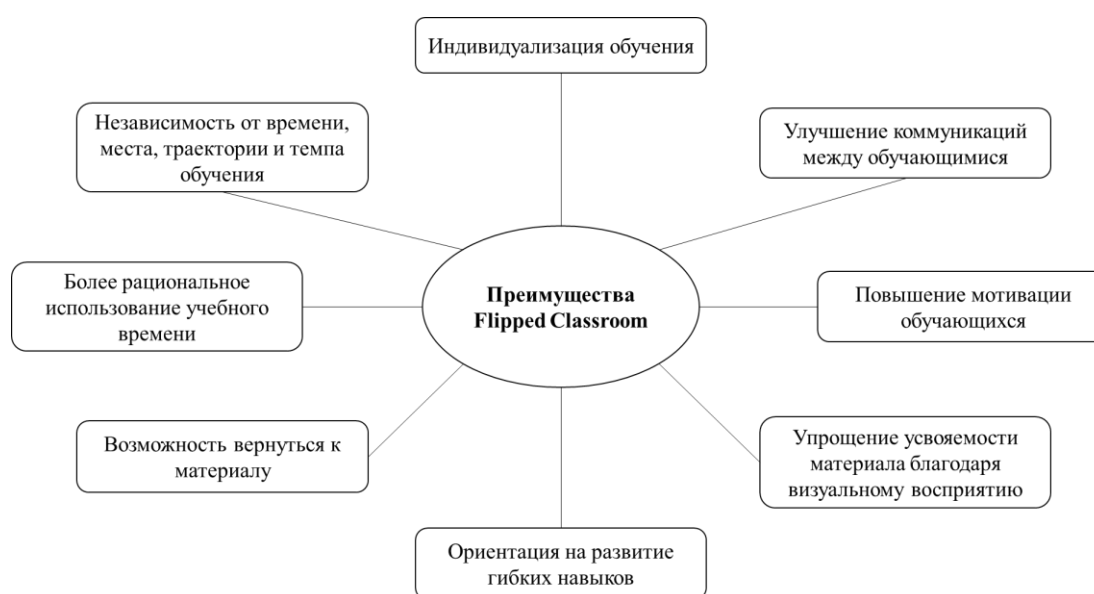 Индивидуализация обучения
Независимость от времени,
места, траектории и темпа
обучения
Улучшение коммуникаций
между обучающимися
Более рациональное
использование учебного
времени
Преимущества
Flipped Classroom
Повышение мотивации
обучающихся
Возможность вернуться к
материалу
Упрощение усвояемости
материала благодаря
визуальному восприятию
Ориентация на развитие
гибких навыков